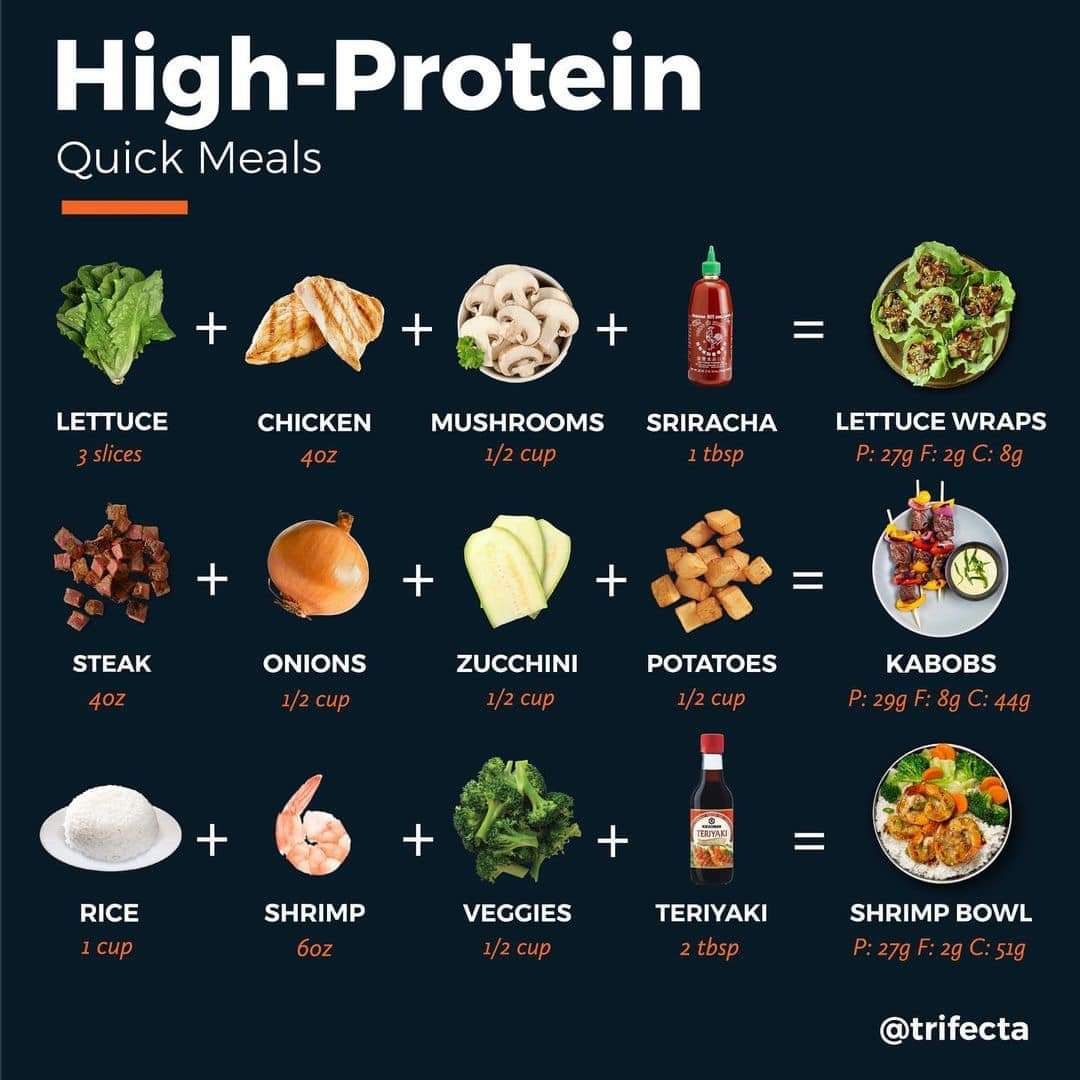 High-Protein
Quick Meals
LETTUCE
3 slices
CHICKEN
4oz
MUSHROOMS
1/2 cup
SRIRACHA
1 tbsp
LETTUCE WRAPS
P: 27g F: 2g C: 8g
STEAK
4oz
ONIONS
1/2 cup
ZUCCHINI
1/2 cup
POTATOES
1/2 cup
KABOBS
P: 29g F: 8g C: 44g
RICE
1 cup
SHRIMP
6oz
VEGGIES
1/2 cup
TERIYAKI
TERIYAKI
2 tbsp
SHRIMP BOWL
P: 27g F: 2g C: 51g
@trifecta